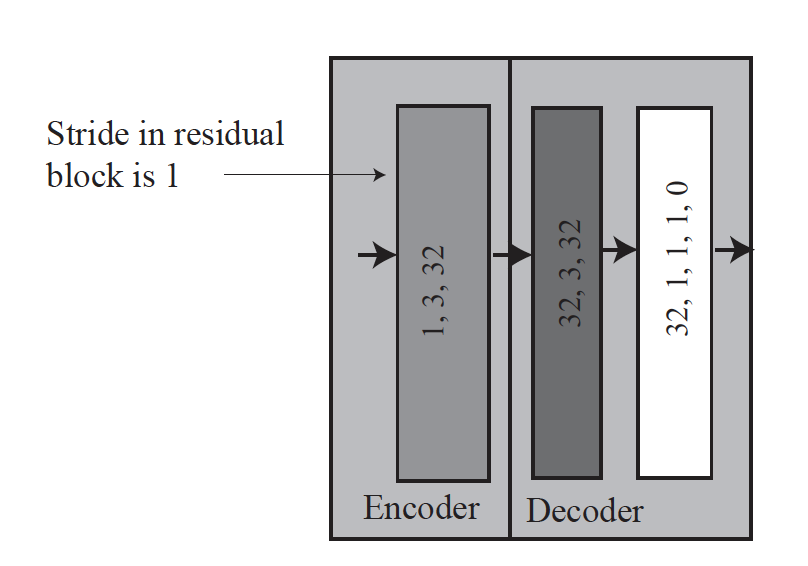 Stride in residual
block is 1
1, 3, 32
32, 3, 32
32, 1, 1, 1, 0
Encoder
Decoder